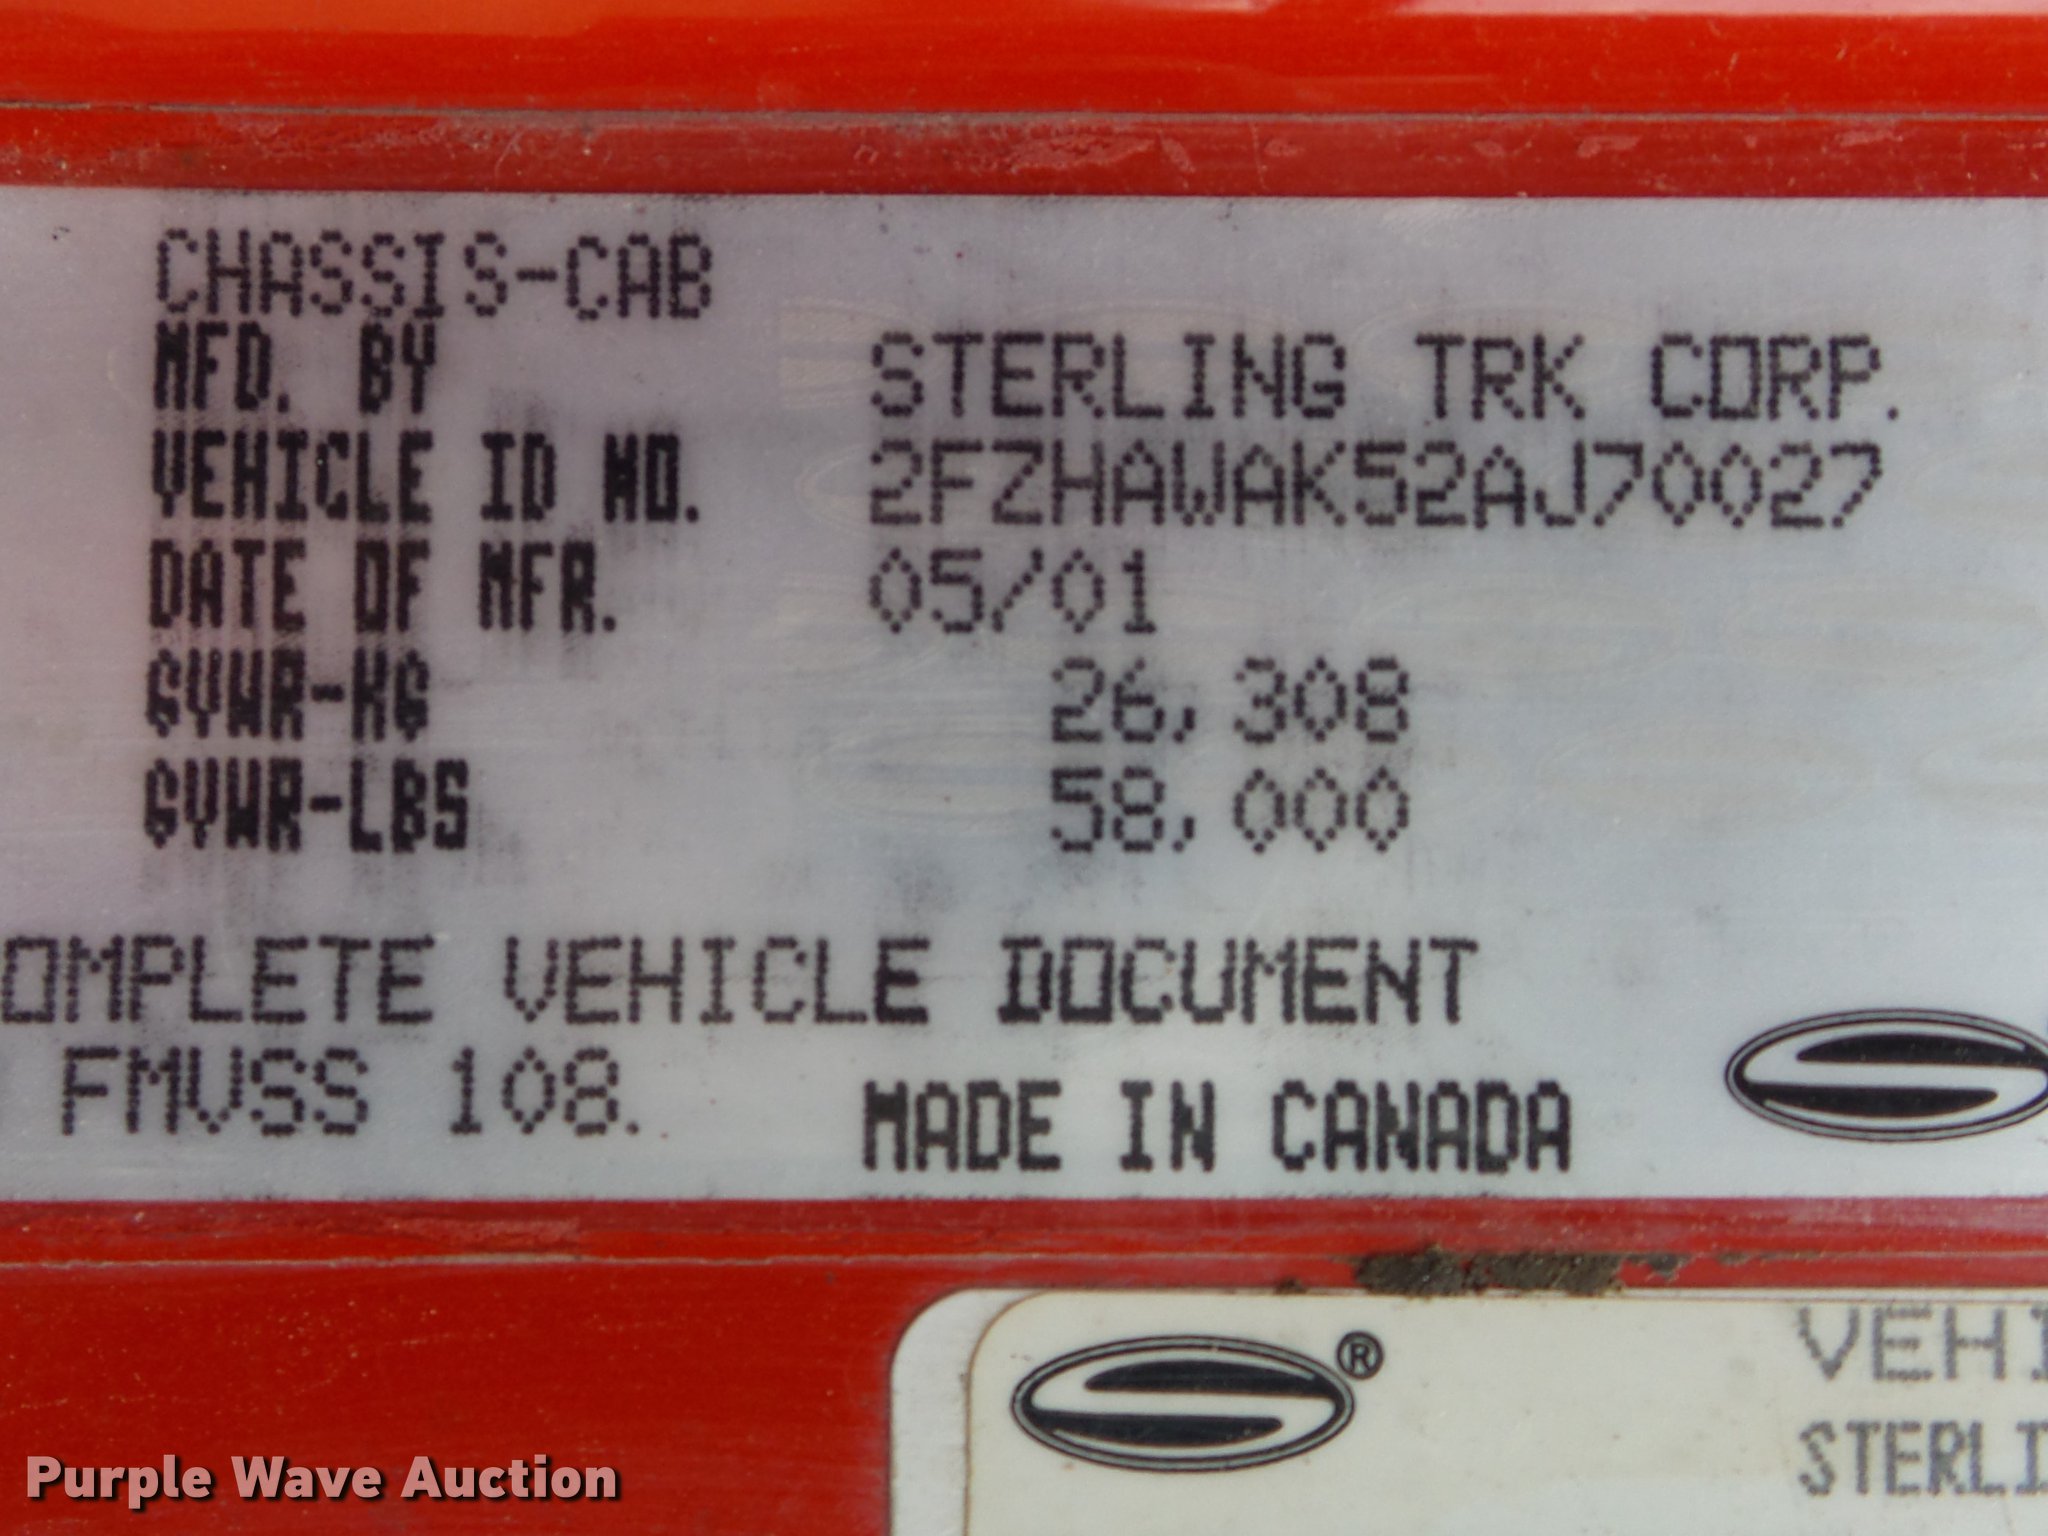 CHASSIS-CAB
MFD. BY STERLING TRK CORP.
VEHICLE ID NO. 2FZHAWAK52AJ70027
DATE OF MFR. 05/01
GVWR-KG 26,308
GVWR-LBS 58,000
OMPLETE VEHICLE DOCUMENT
FMVSS 108. MADE IN CANADA
®
VEHI
STERLI
Purple Wave Auction